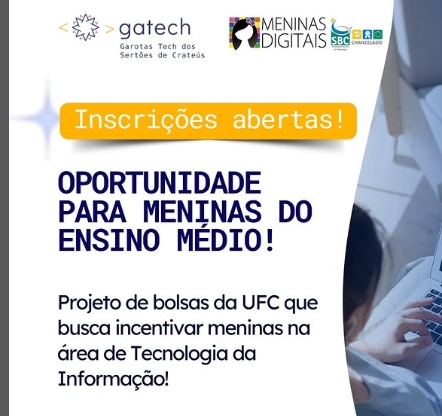 gatech
Garotas Tech dos
Sertões de Crateús
MENINAS
DIGITAIS
SBC
CHANCELADO
Inscrições abertas!
OPORTUNIDADE
PARA MENINAS DO
ENSINO MÉDIO!
Projeto de bolsas da UFC que
busca incentivar meninas na
área de Tecnologia da
Informação!